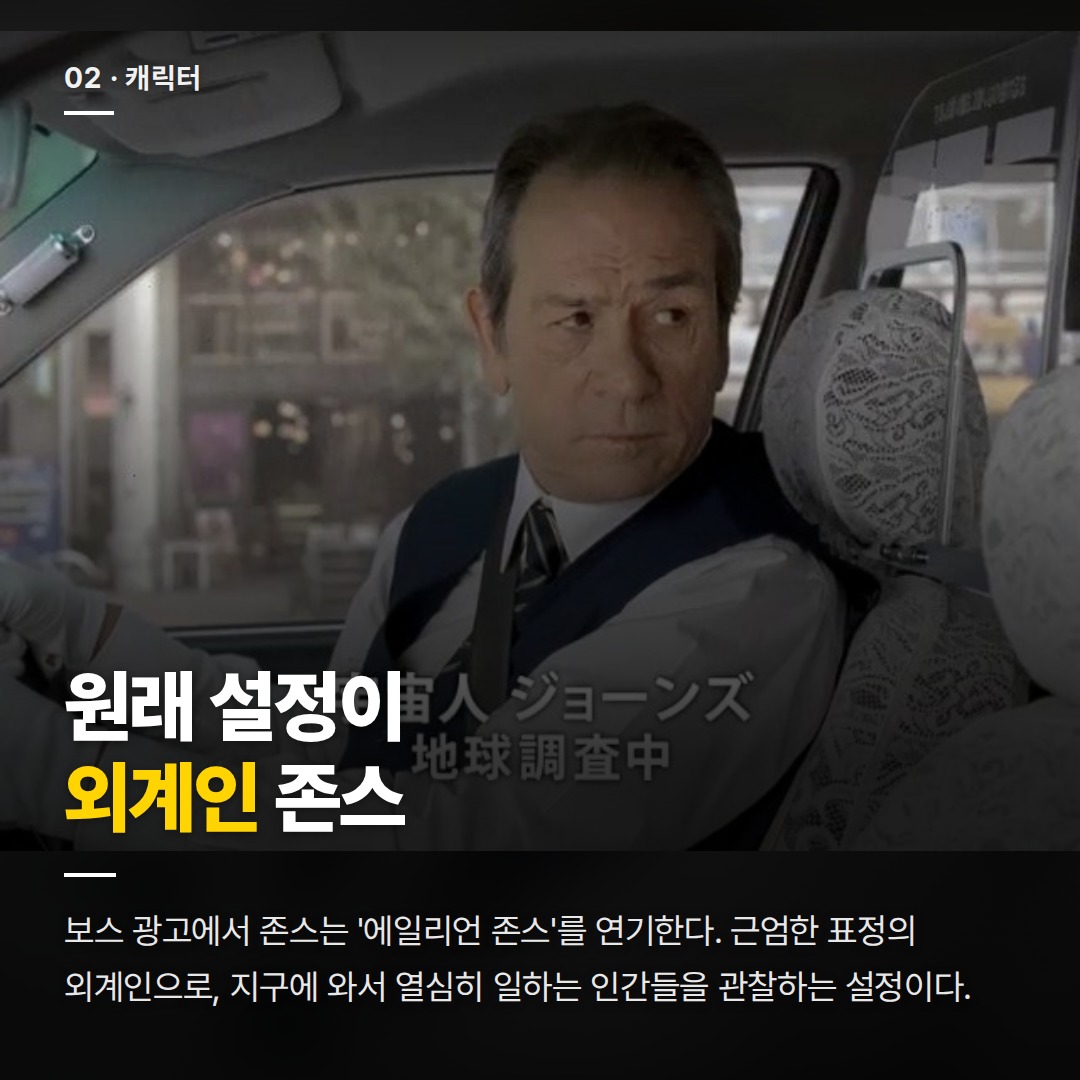 02 · 캐릭터
원래 설정이
宙人 ジョーンズ
外계인 존스
地球調査中
보스 광고에서 존스는 '에일리언 존스'를 연기한다. 근엄한 표정의
외계인으로, 지구에 와서 열심히 일하는 인간들을 관찰하는 설정이다.